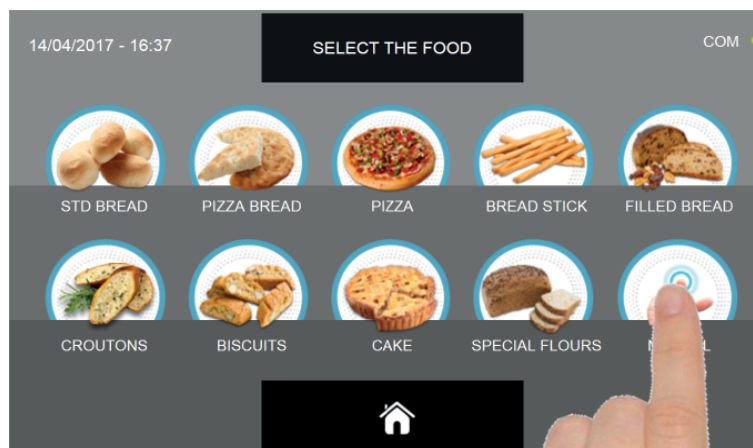 14/04/2017 - 16:37
SELECT THE FOOD
COM
STD BREAD
PIZZA BREAD
PIZZA
BREAD STICK
FILLED BREAD
CROUTONS
BISCUITS
CAKE
SPECIAL FLOURS